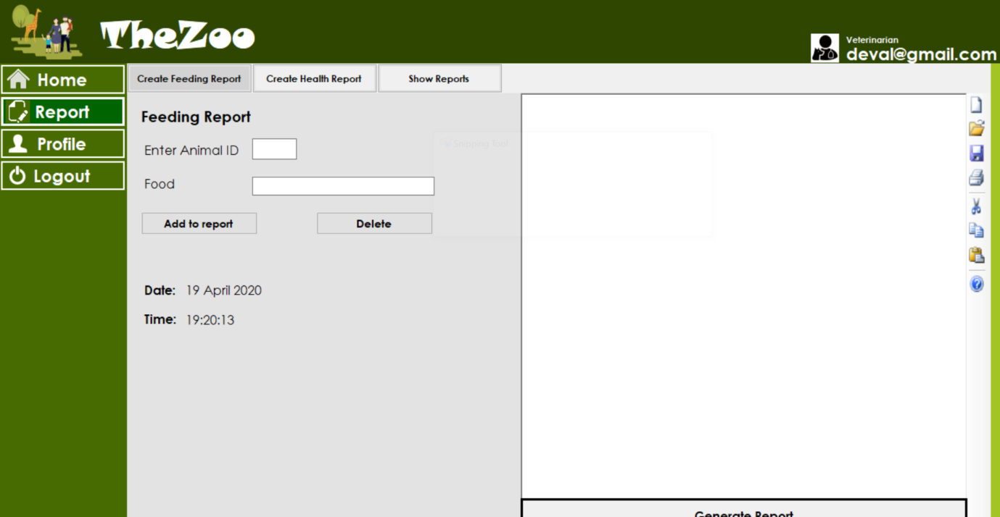 TheZoo
Veterinarian
deval@gmail.com
Home
Report
Profile
Logout
Create Feeding Report
Create Health Report
Show Reports
Feeding Report
Enter Animal ID
Food
Add to report
Delete
Date: 19 April 2020
Time: 19:20:13
Snipping Tool
Generate Report